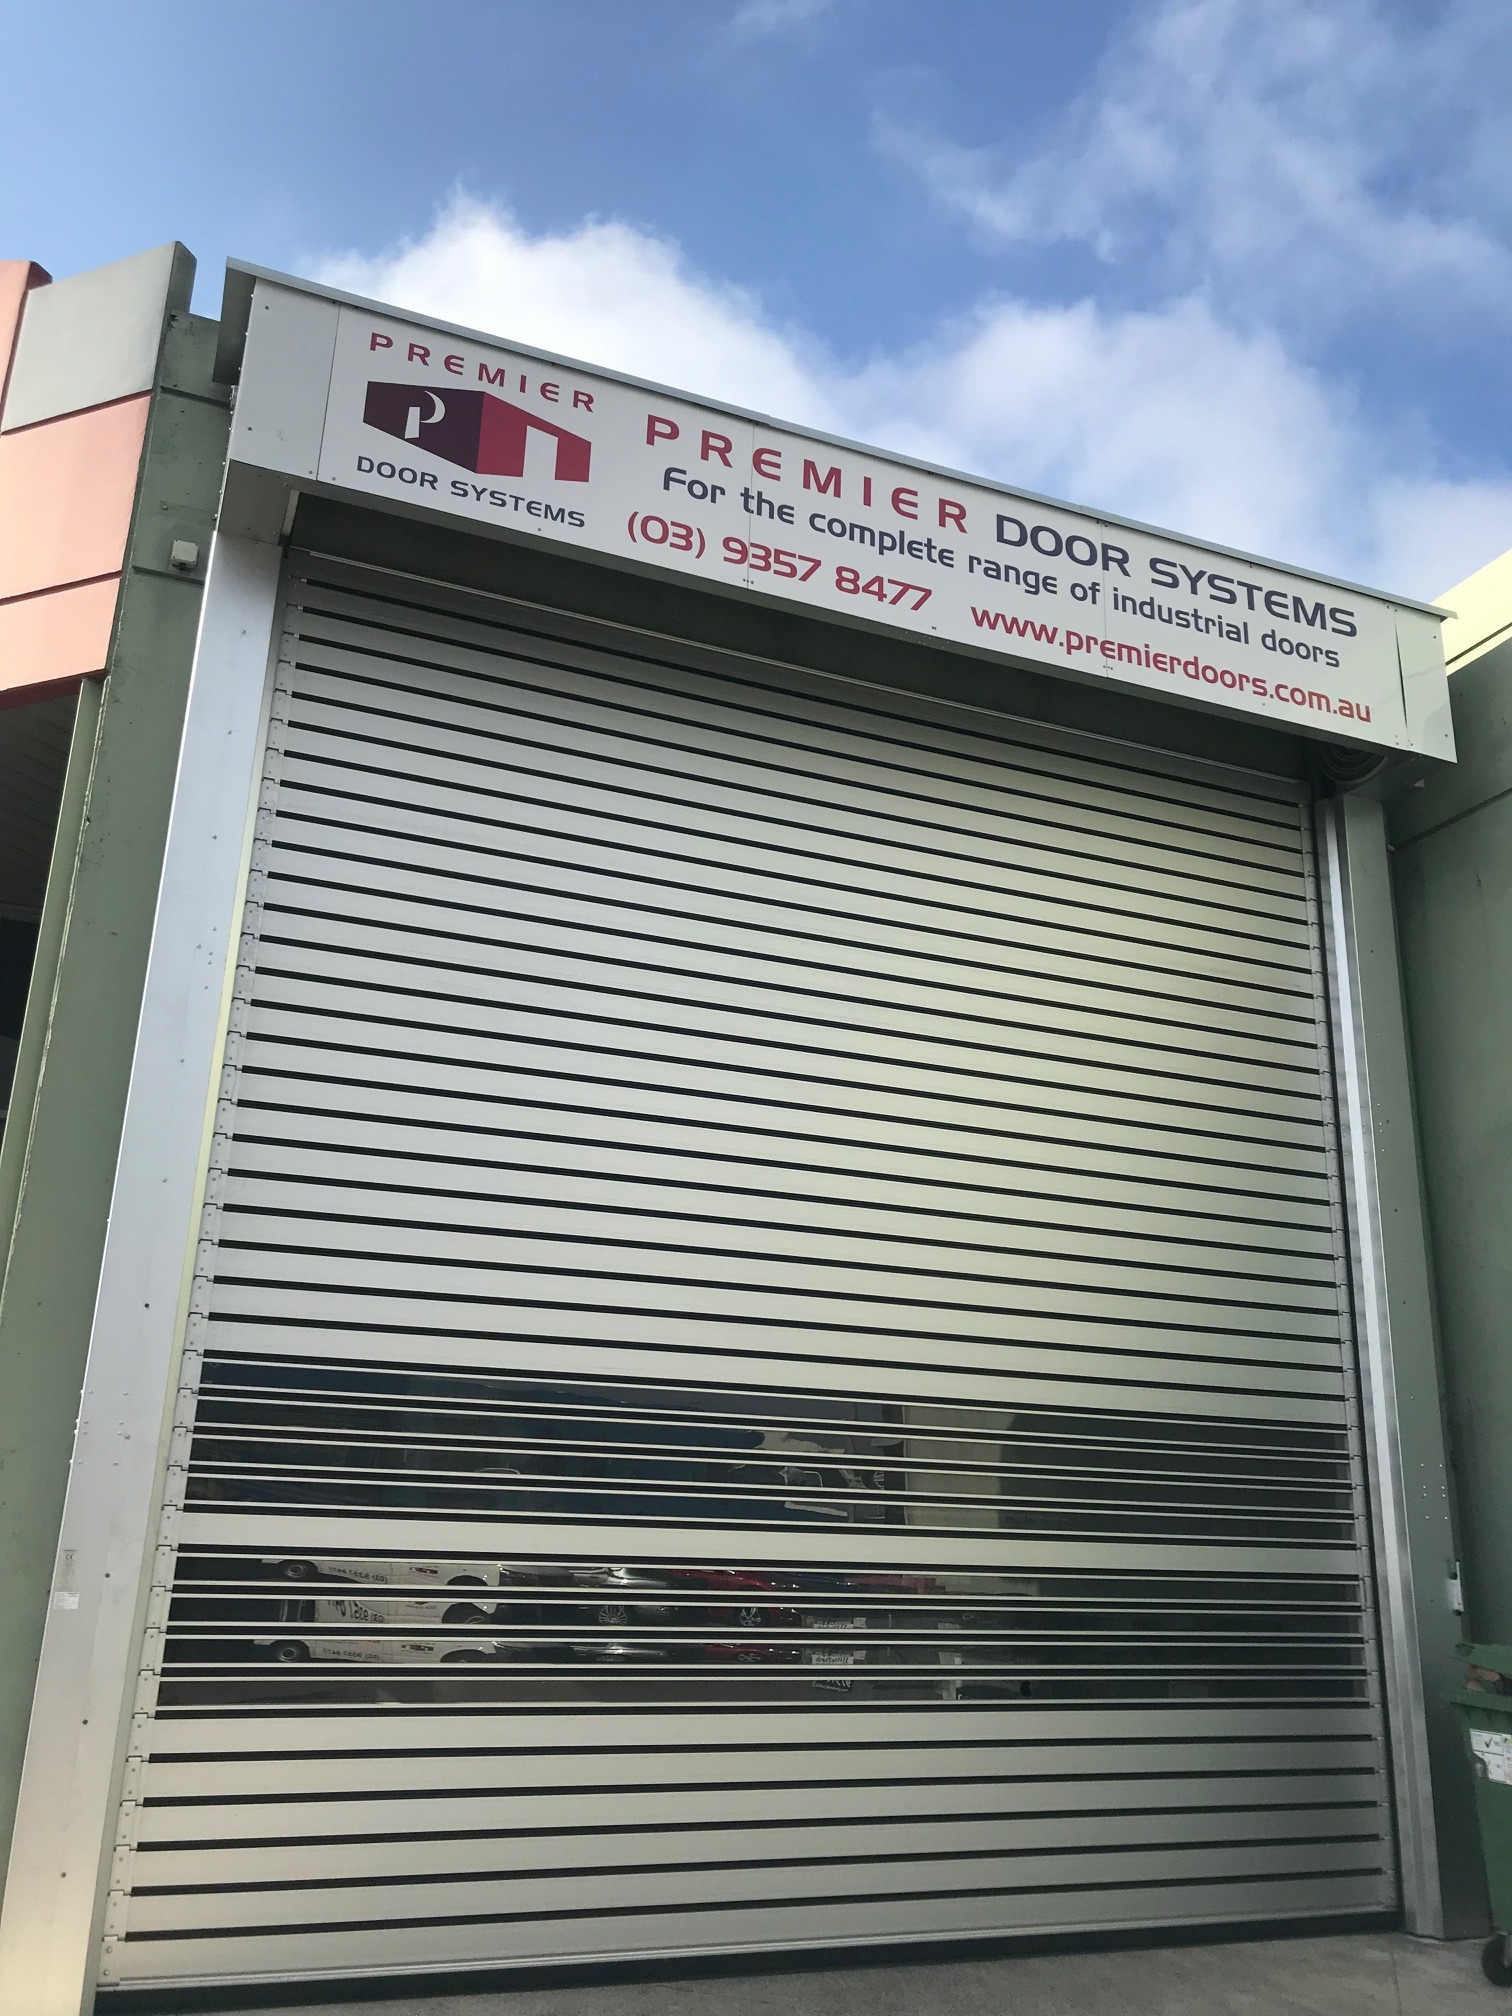 PREMIER
P
DOOR SYSTEMS
PREMIER DOOR SYSTEMS
For the complete range of industrial doors
(03) 9357 8477 www.premierdoors.com.au